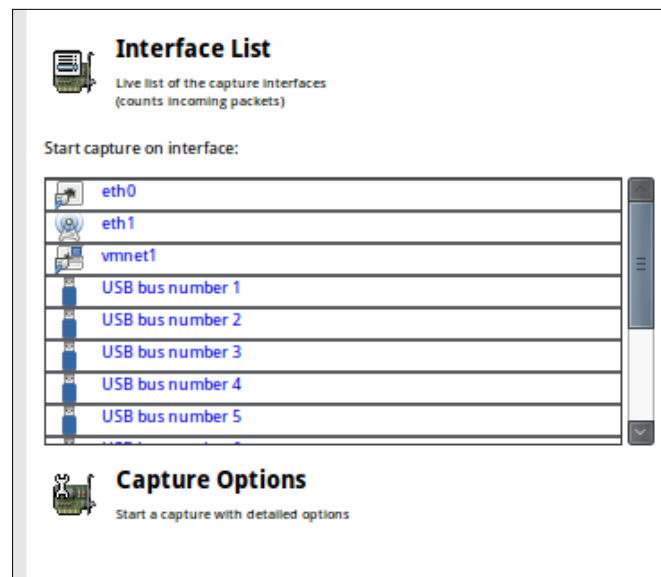 Interface List
Live list of the capture interfaces
(counts incoming packets)
Start capture on interface:
eth0
eth1
vmnet1
USB bus number 1
USB bus number 2
USB bus number 3
USB bus number 4
USB bus number 5
Capture Options
Start a capture with detailed options